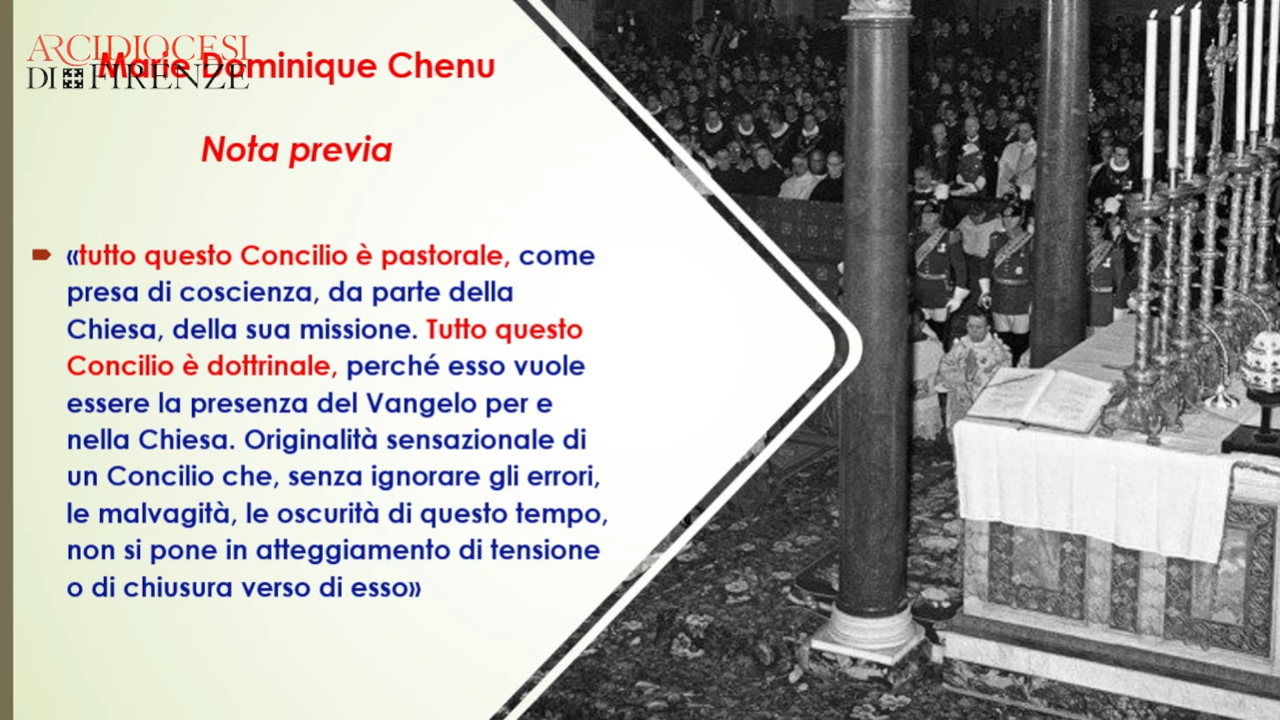 ARCIDIOCESI
DI FIRENZE
Marie Dominique Chenu
Nota previa
«tutto questo Concilio è pastorale, come
presa di coscienza, da parte della
Chiesa, della sua missione. Tutto questo
Concilio è dottrinale, perché esso vuole
essere la presenza del Vangelo per e
nella Chiesa. Originalità sensazionale di
un Concilio che, senza ignorare gli errori,
le malvagità, le oscurità di questo tempo,
non si pone in atteggiamento di tensione
o di chiusura verso di esso»